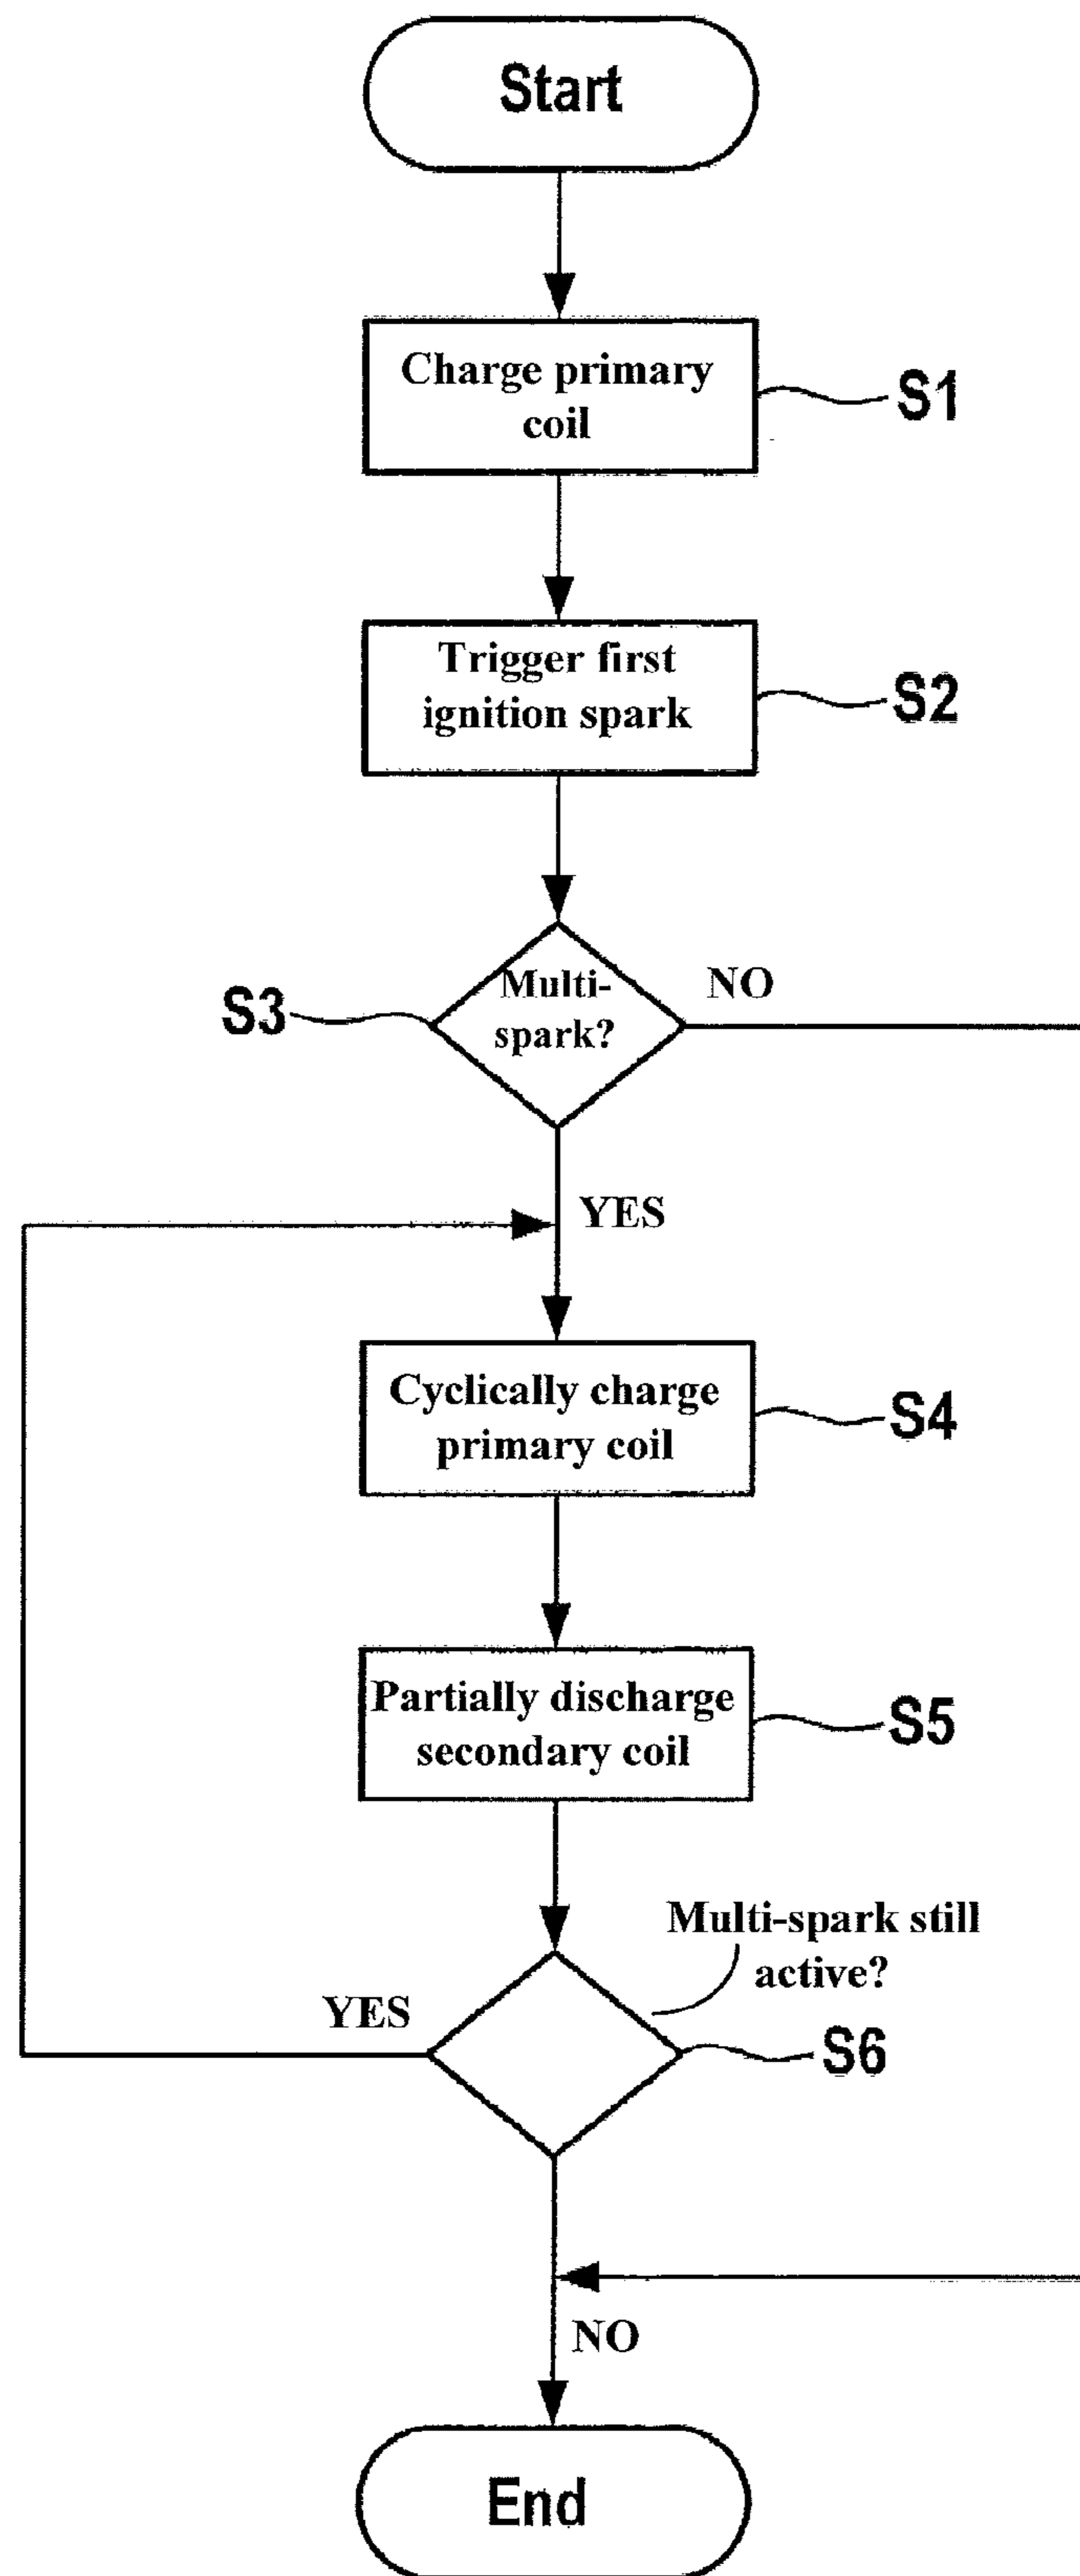 Start
Charge primary
coil
S1
Trigger first
ignition spark
S2
Multi-
spark?
S3
NO
YES
Cyclically charge
primary coil
S4
Partially discharge
secondary coil
S5
Multi-spark still
active?
YES
S6
NO
End